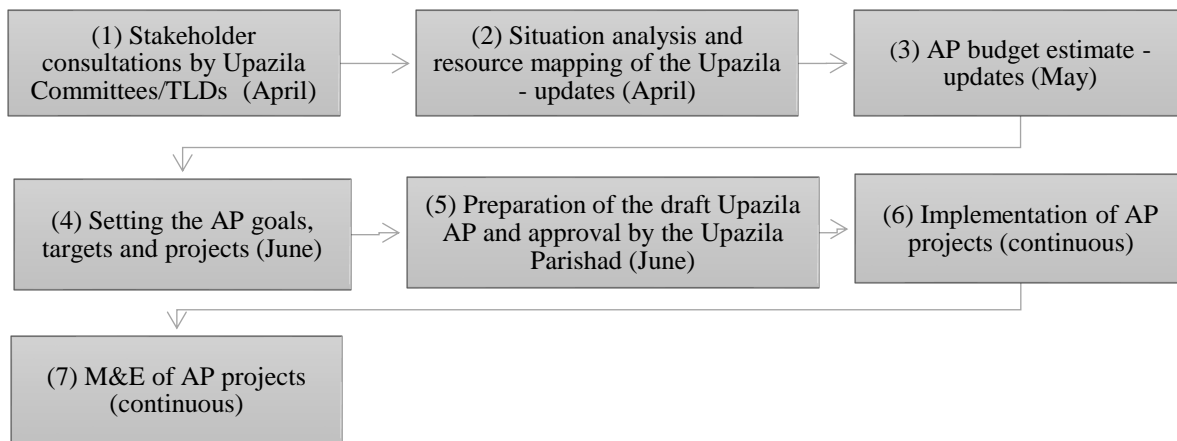 (1) Stakeholder
consultations by Upazila
Committees/TLDs (April)
(2) Situation analysis and
resource mapping of the Upazila
- updates (April)
(3) AP budget estimate -
updates (May)
(4) Setting the AP goals,
targets and projects (June)
(5) Preparation of the draft Upazila
AP and approval by the Upazila
Parishad (June)
(6) Implementation of AP
projects (continuous)
(7) M&E of AP projects
(continuous)